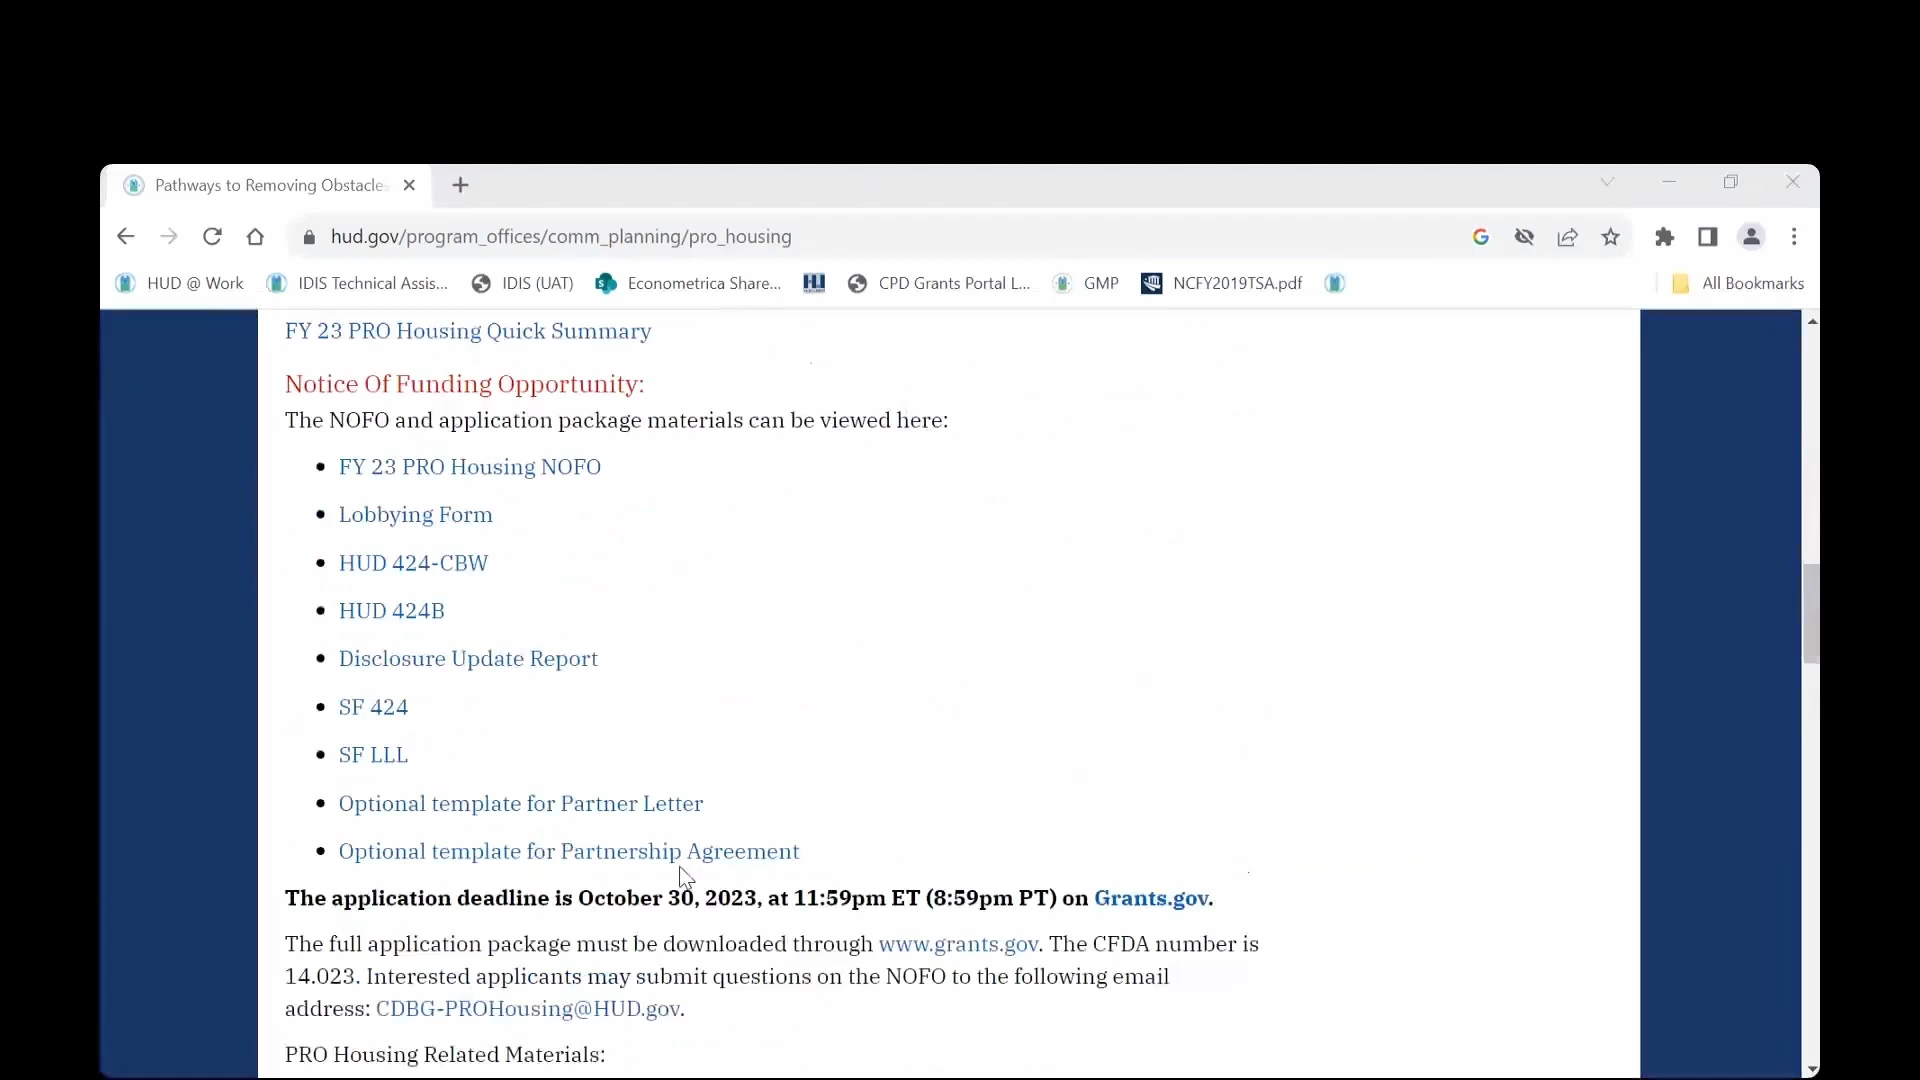 Pathways to Removing Obstacle
hud.gov/program_offices/comm_planning/pro_housing
HUD @ Work IDIS Technical Assis... IDIS (UAT) Econometrica Share... CPD Grants Portal L... GMP NCFY2019TSA.pdf All Bookmarks
FY 23 PRO Housing Quick Summary
Notice Of Funding Opportunity:
The NOFO and application package materials can be viewed here:
• FY 23 PRO Housing NOFO
• Lobbying Form
• HUD 424-CBW
• HUD 424B
• Disclosure Update Report
• SF 424
• SF LLL
• Optional template for Partner Letter
• Optional template for Partnership Agreement
The application deadline is October 30, 2023, at 11:59pm ET (8:59pm PT) on Grants.gov.
The full application package must be downloaded through www.grants.gov. The CFDA number is
14.023. Interested applicants may submit questions on the NOFO to the following email
address: CDBG-PROHousing@HUD.gov.
PRO Housing Related Materials: